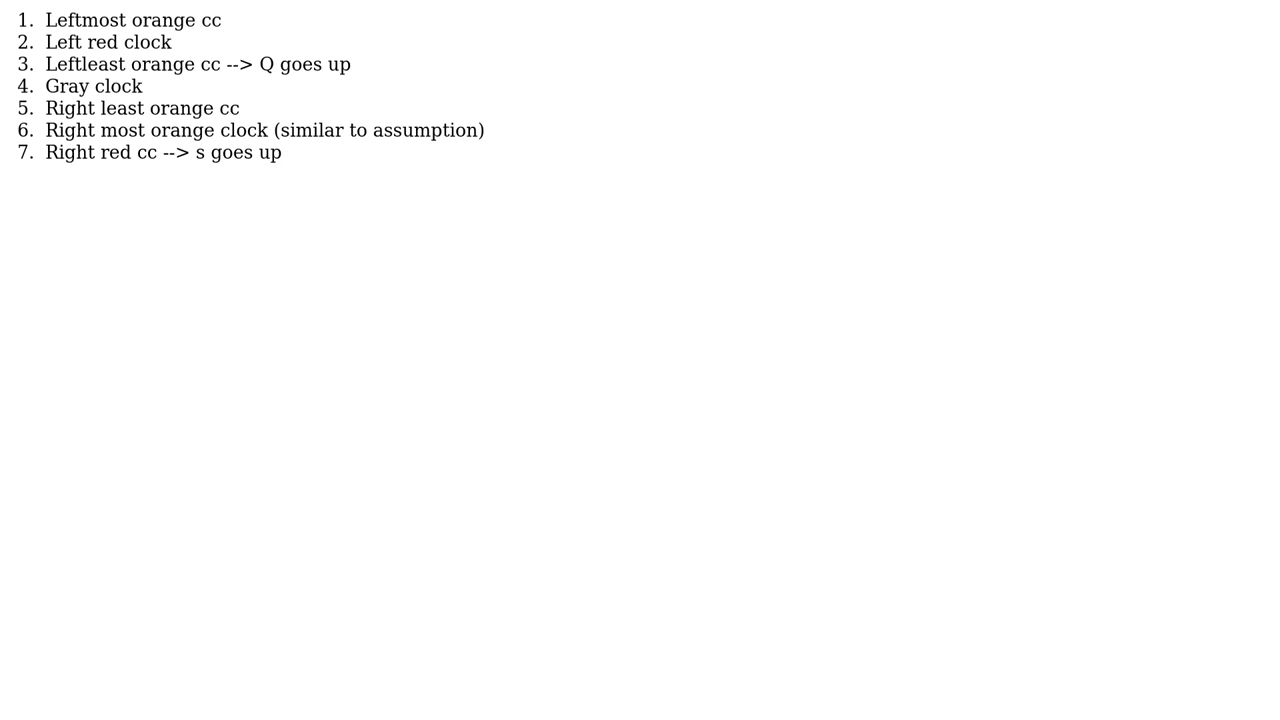 1. Leftmost orange cc
2. Left red clock
3. Leftleast orange cc --> Q goes up
4. Gray clock
5. Right least orange cc
6. Right most orange clock (similar to assumption)
7. Right red cc --> s goes up